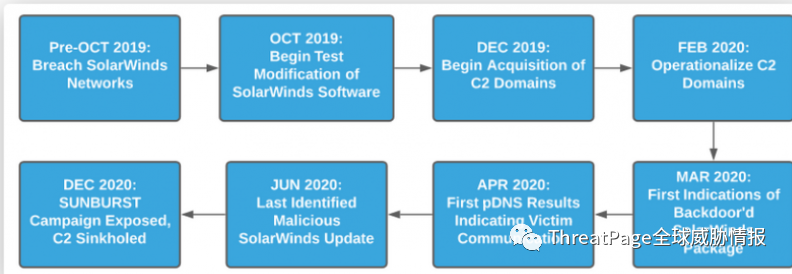 Pre-OCT 2019:
Breach SolarWinds
Networks
OCT 2019:
Begin Test
Modification of
SolarWinds Software
DEC 2019:
Begin Acquisition of
C2 Domains
FEB 2020:
Operationalize C2
Domains
MAR 2020:
First Indications of
Backdoor'd
Package
APR 2020:
First pDNS Results
Indicating Victim
JUN 2020:
Last Identified
Malicious
SolarWinds Update
DEC 2020:
SUNBURST
Campaign Exposed,
C2 Sinkholed
ThreatPage全球威胁情报